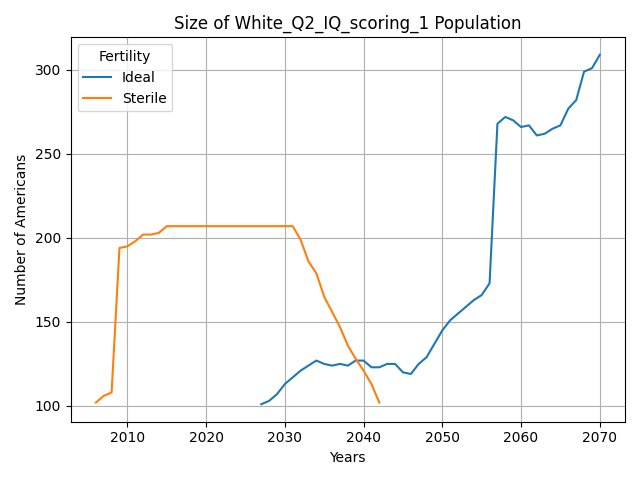 Size of White_Q2_IQ_scoring_1 Population
Fertility
Ideal
Sterile
Number of Americans
300
250
200
150
100
2010 2020 2030 2040 2050 2060 2070
Years